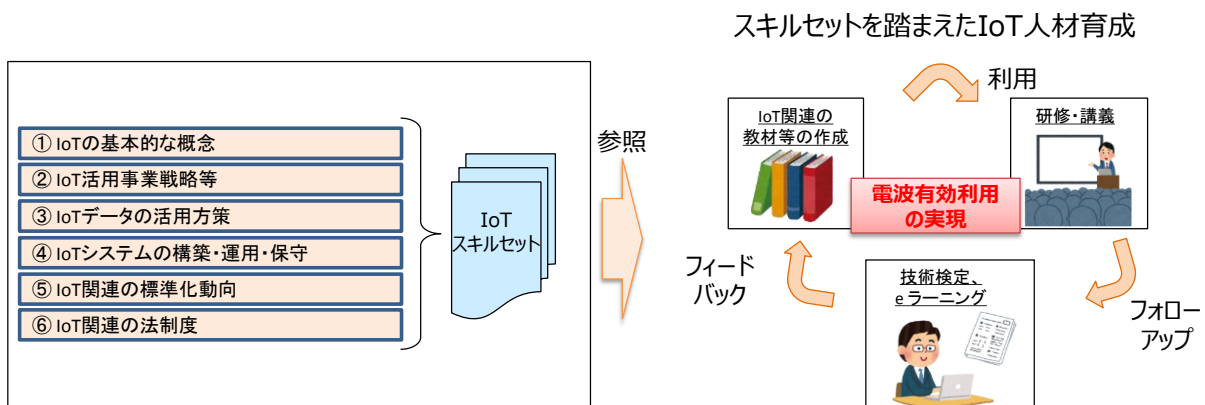 スキルセットを踏まえたIoT人材育成
① IoTの基本的な概念
② IoT活用事業戦略等
③ IoTデータの活用方策
④ IoTシステムの構築・運用・保守
⑤ IoT関連の標準化動向
⑥ IoT関連の法制度
IoT
スキルセット
参照
利用
IoT関連の
教材等の作成
研修・講義
電波有効利用
の実現
フィード
バック
技術検定、
eラーニング
フォロー
アップ